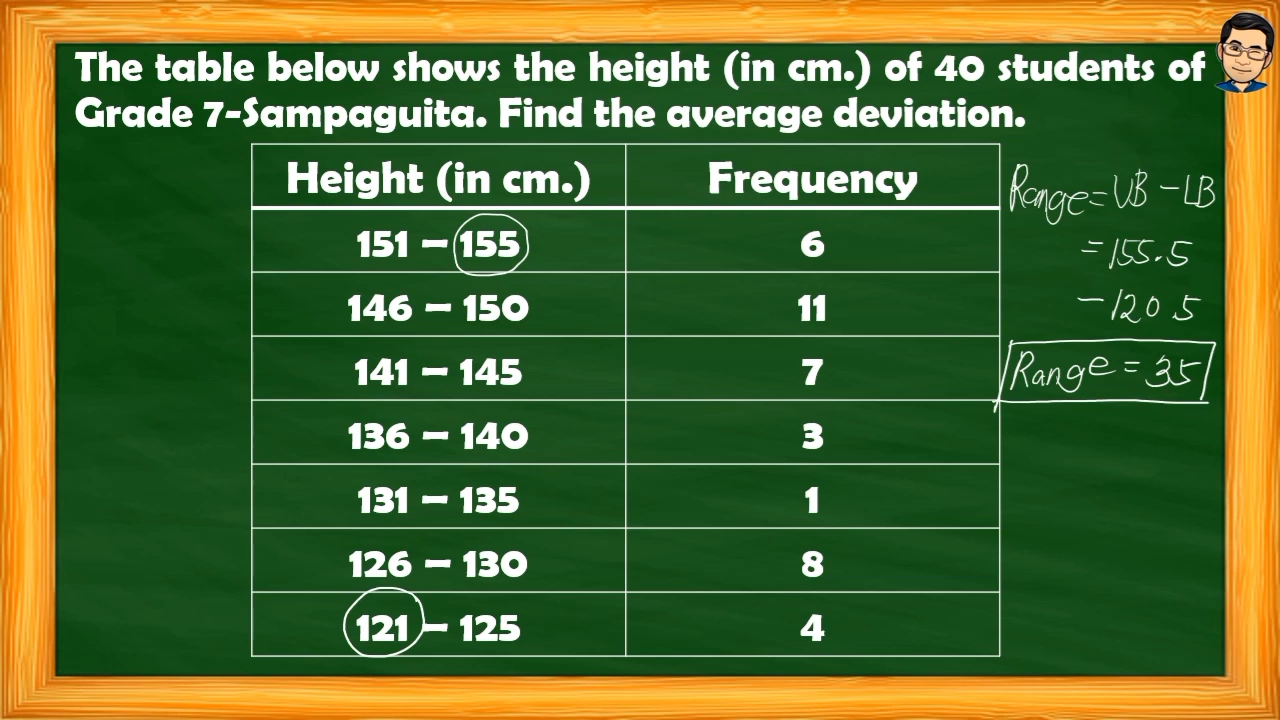 The table below shows the height (in cm.) of 40 students of
Grade 7-Sampaguita. Find the average deviation.
Height (in cm.) Frequency
151 – 155 6
146 – 150 11
141 – 145 7
136 – 140 3
131 – 135 1
126 – 130 8
121 – 125 4
Range = UB - LB
= 155.5
- 120 5
Range = 35